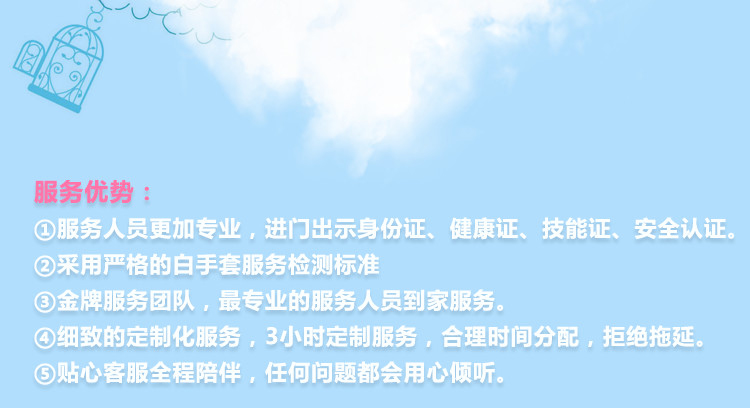 服务优势：
①服务人员更加专业，进门出示身份证、健康证、技能证、安全认证。
②采用严格的白手套服务检测标准
③金牌服务团队，最专业的服务人员到家服务。
④细致的定制化服务，3小时定制服务，合理时间分配，拒绝拖延。
⑤贴心客服全程陪伴，任何问题都会用心倾听。